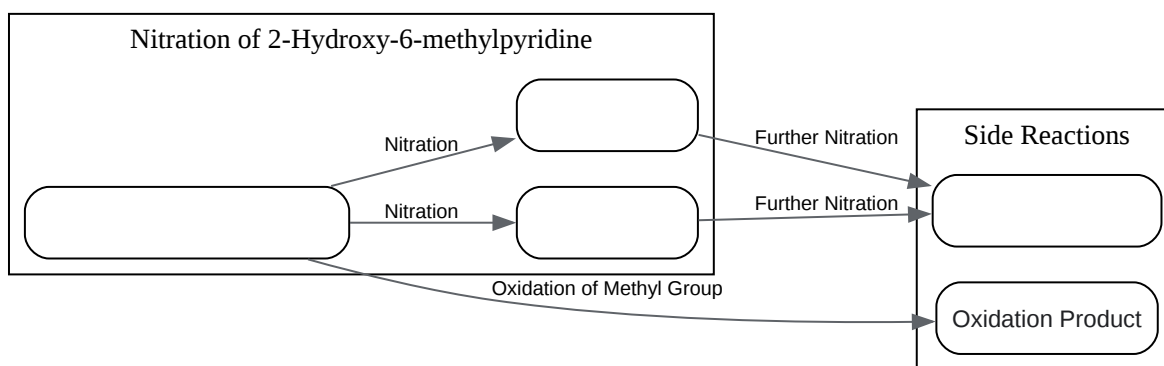 Nitration of 2-Hydroxy-6-methylpyridine
Nitration
Further Nitration
Side Reactions
Nitration
Further Nitration
Oxidation of Methyl Group
Oxidation Product